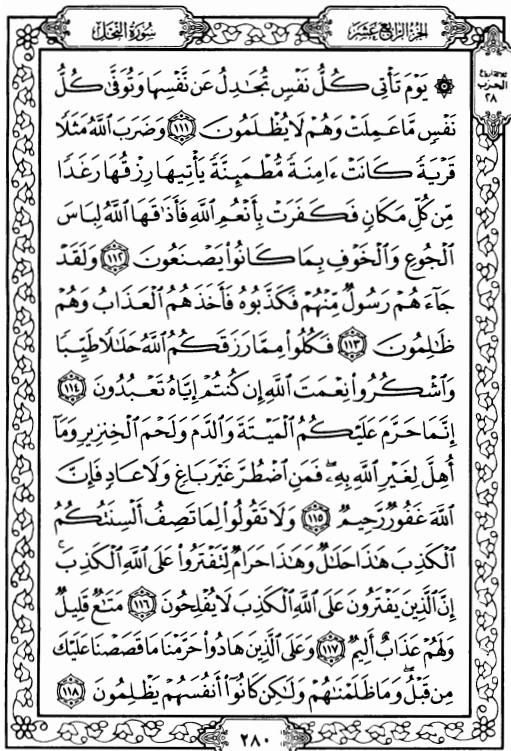 الجزء الرابع عشر
سورة النحل
ثلاثة أرباع
الحزب
٢٨
۞ يَوْمَ تَأْتِى كُلُّ نَفْسٍ تُجَٰدِلُ عَن نَّفْسِهَا وَتُوَفَّىٰ كُلُّ
نَفْسٍ مَّا عَمِلَتْ وَهُمْ لَا يُظْلَمُونَ ١١١ وَضَرَبَ ٱللَّهُ مَثَلًا
قَرْيَةً كَانَتْ ءَامِنَةً مُّطْمَئِنَّةً يَأْتِيهَا رِزْقُهَا رَغَدًا
مِّن كُلِّ مَكَانٍ فَكَفَرَتْ بِأَنْعُمِ ٱللَّهِ فَأَذَٰقَهَا ٱللَّهُ لِبَاسَ
ٱلْجُوعِ وَٱلْخَوْفِ بِمَا كَانُوا۟ يَصْنَعُونَ ١١٢ وَلَقَدْ
جَآءَهُمْ رَسُولٌ مِّنْهُمْ فَكَذَّبُوهُ فَأَخَذَهُمُ ٱلْعَذَابُ وَهُمْ
ظَٰلِمُونَ ١١٣ فَكُلُوا۟ مِمَّا رَزَقَكُمُ ٱللَّهُ حَلَٰلًا طَيِّبًا
وَٱشْكُرُوا۟ نِعْمَتَ ٱللَّهِ إِن كُنتُمْ إِيَّاهُ تَعْبُدُونَ ١١٤
إِنَّمَا حَرَّمَ عَلَيْكُمُ ٱلْمَيْتَةَ وَٱلدَّمَ وَلَحْمَ ٱلْخِنزِيرِ وَمَآ
أُهِلَّ لِغَيْرِ ٱللَّهِ بِهِۦ ۖ فَمَنِ ٱضْطُرَّ غَيْرَ بَاغٍ وَلَا عَادٍ فَإِنَّ
ٱللَّهَ غَفُورٌ رَّحِيمٌ ١١٥ وَلَا تَقُولُوا۟ لِمَا تَصِفُ أَلْسِنَتُكُمُ
ٱلْكَذِبَ هَٰذَا حَلَٰلٌ وَهَٰذَا حَرَامٌ لِّتَفْتَرُوا۟ عَلَى ٱللَّهِ ٱلْكَذِبَ ۚ
إِنَّ ٱلَّذِينَ يَفْتَرُونَ عَلَى ٱللَّهِ ٱلْكَذِبَ لَا يُفْلِحُونَ ١١٦ مَتَٰعٌ قَلِيلٌ
وَلَهُمْ عَذَابٌ أَلِيمٌ ١١٧ وَعَلَى ٱلَّذِينَ هَادُوا۟ حَرَّمْنَا مَا قَصَصْنَا عَلَيْكَ
مِن قَبْلُ ۖ وَمَا ظَلَمْنَٰهُمْ وَلَٰكِن كَانُوٓا۟ أَنفُسَهُمْ يَظْلِمُونَ ١١٨
٢٨٠